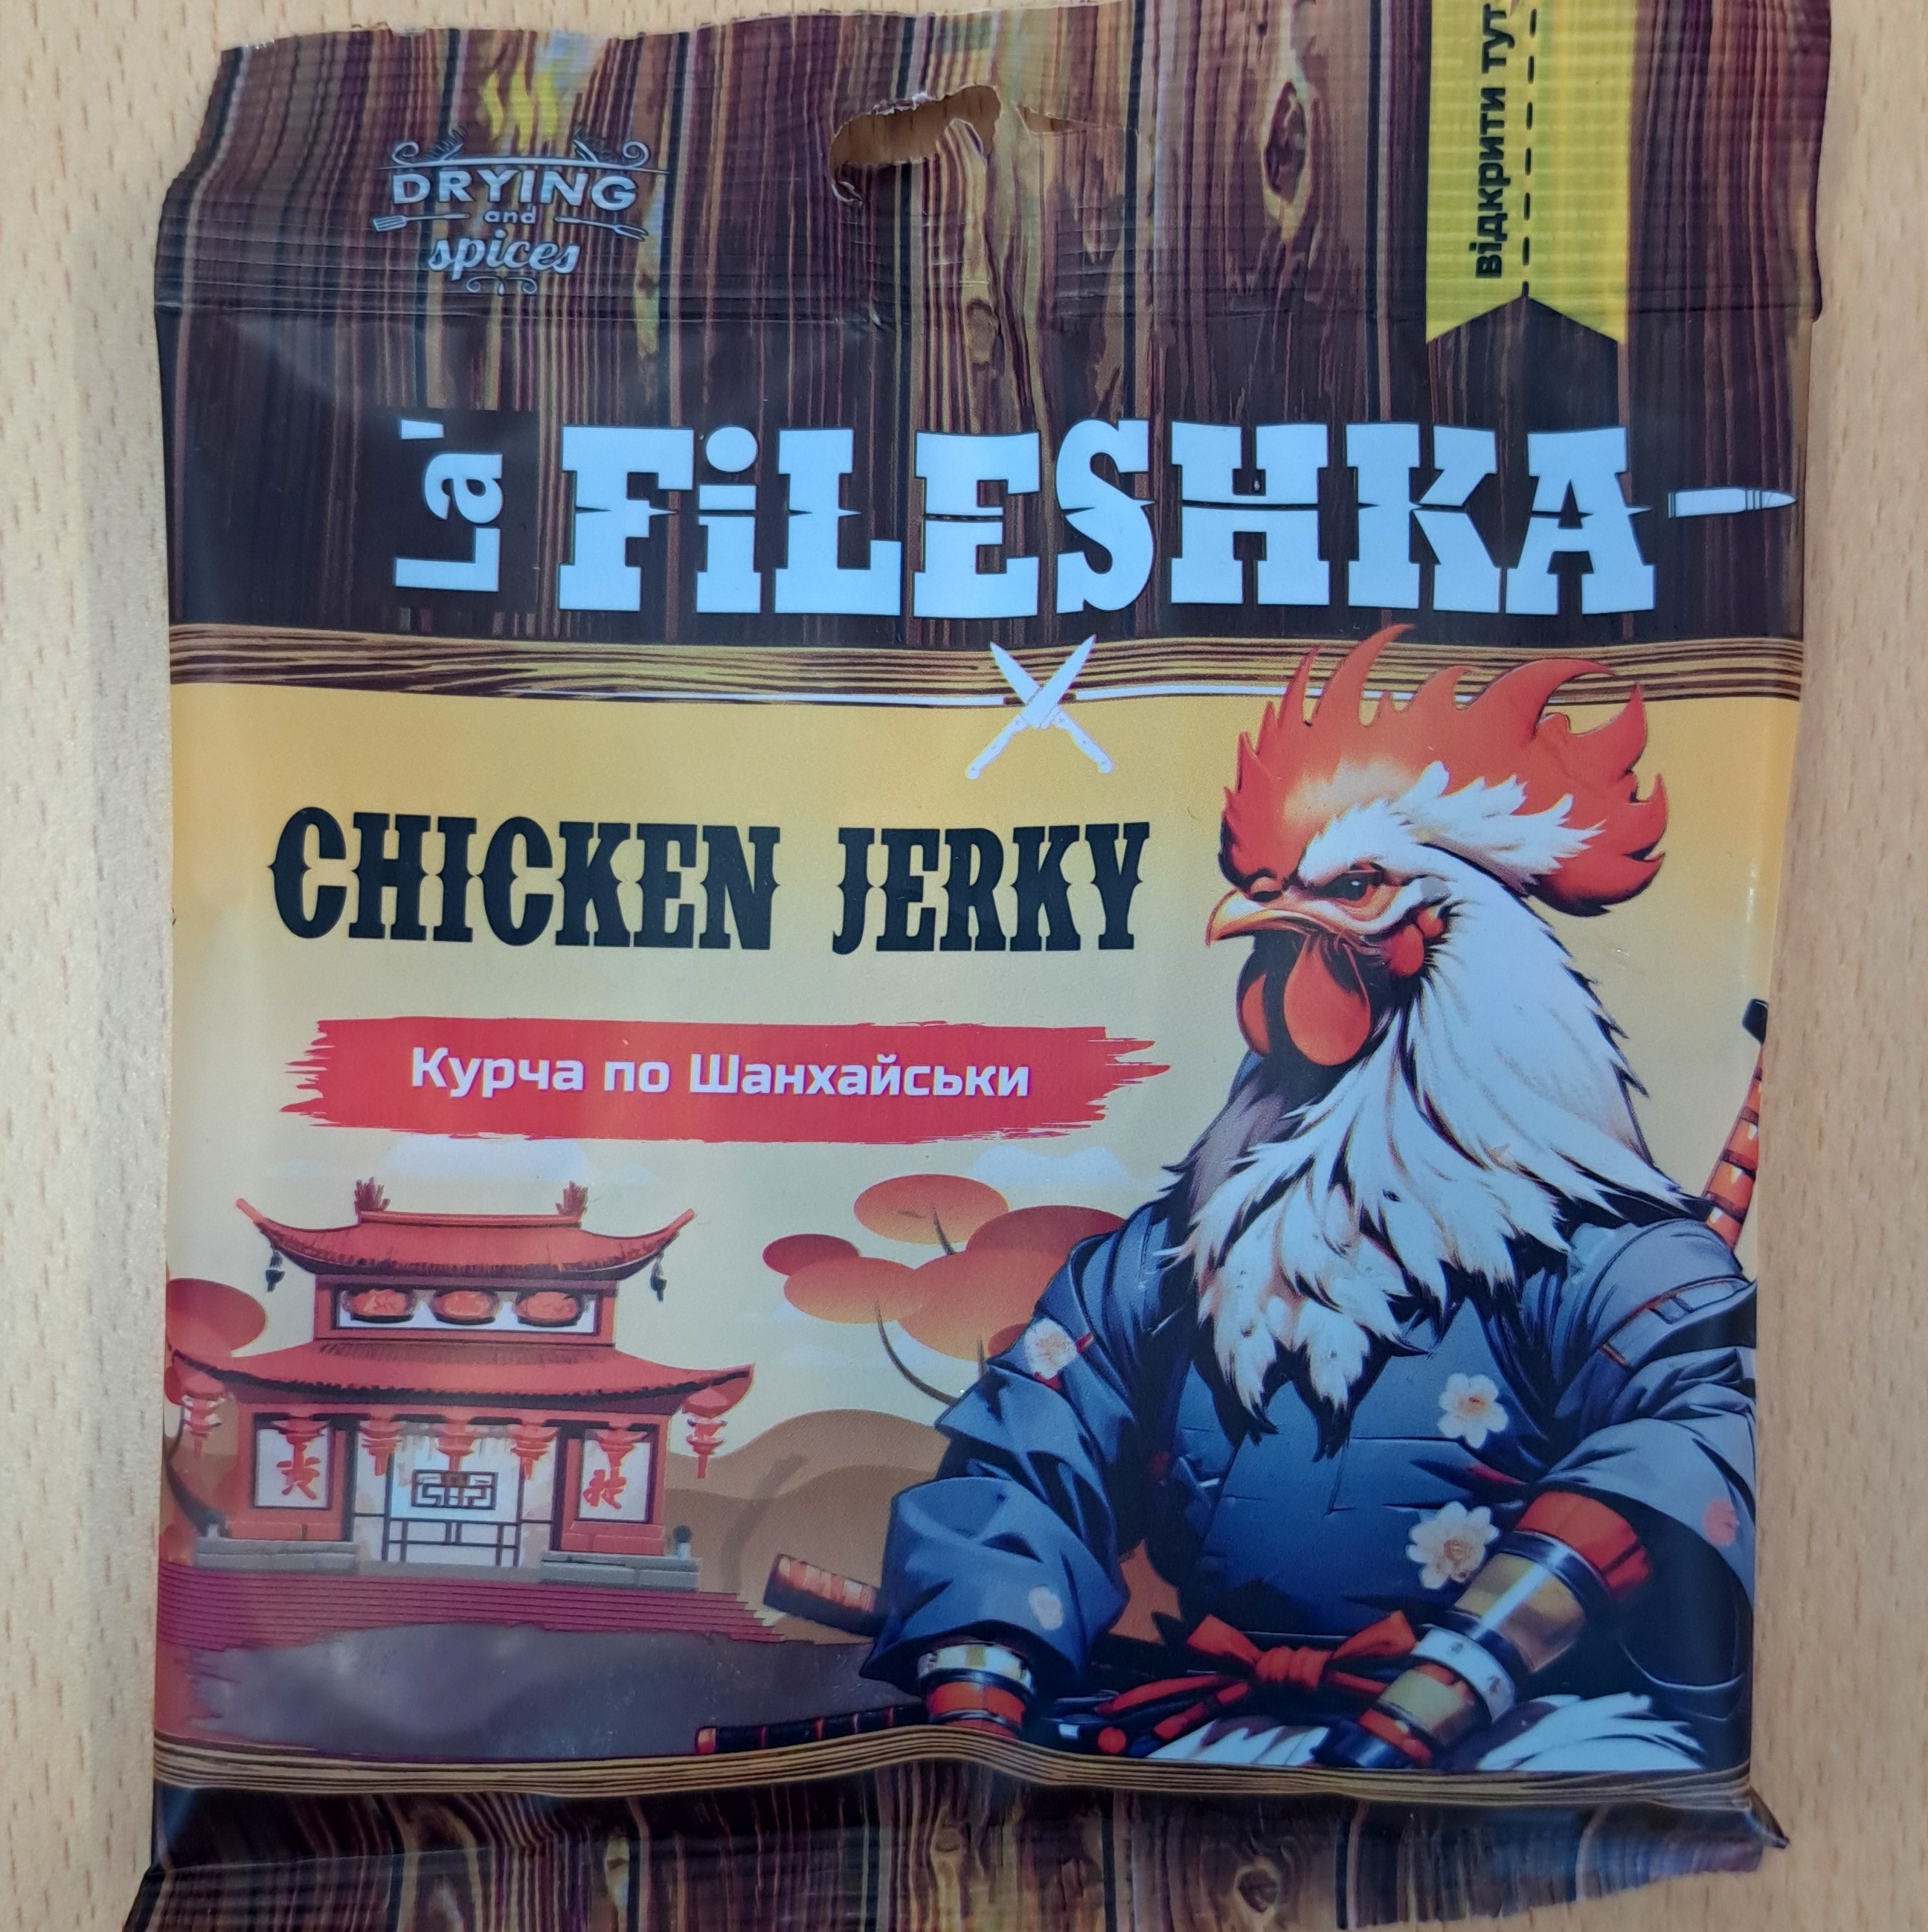 DRYING
and
spices
Відкрити тут
La' FiLESHKA
CHICKEN JERKY
Курча по Шанхайськи